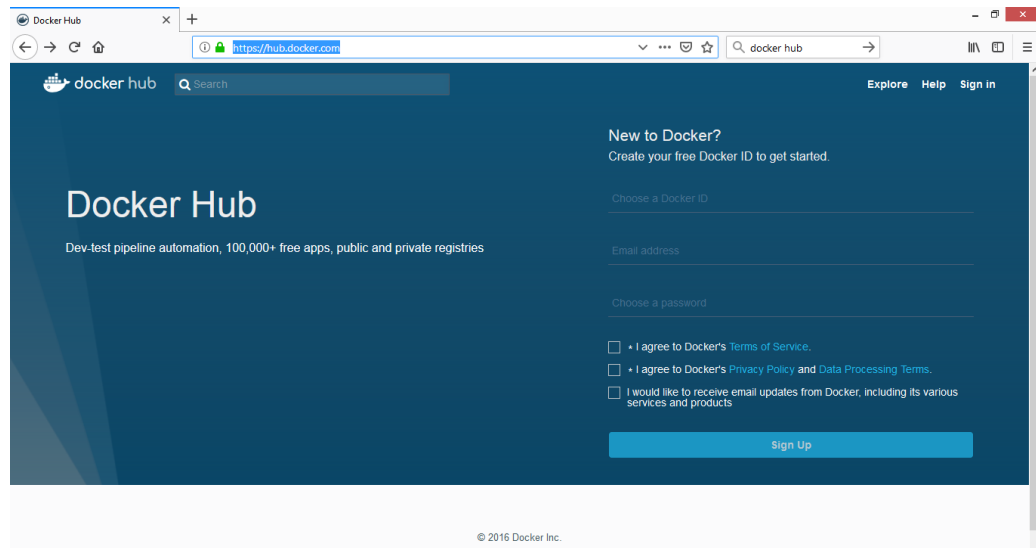 Docker Hub
https://hub.docker.com
docker hub
docker hub
Search
Explore Help Sign in
New to Docker?
Create your free Docker ID to get started.
Choose a Docker ID
Docker Hub
Dev-test pipeline automation, 100,000+ free apps, public and private registries
Email address
Choose a password
* I agree to Docker's Terms of Service.
* I agree to Docker's Privacy Policy and Data Processing Terms.
I would like to receive email updates from Docker, including its various
services and products
Sign Up
© 2016 Docker Inc.